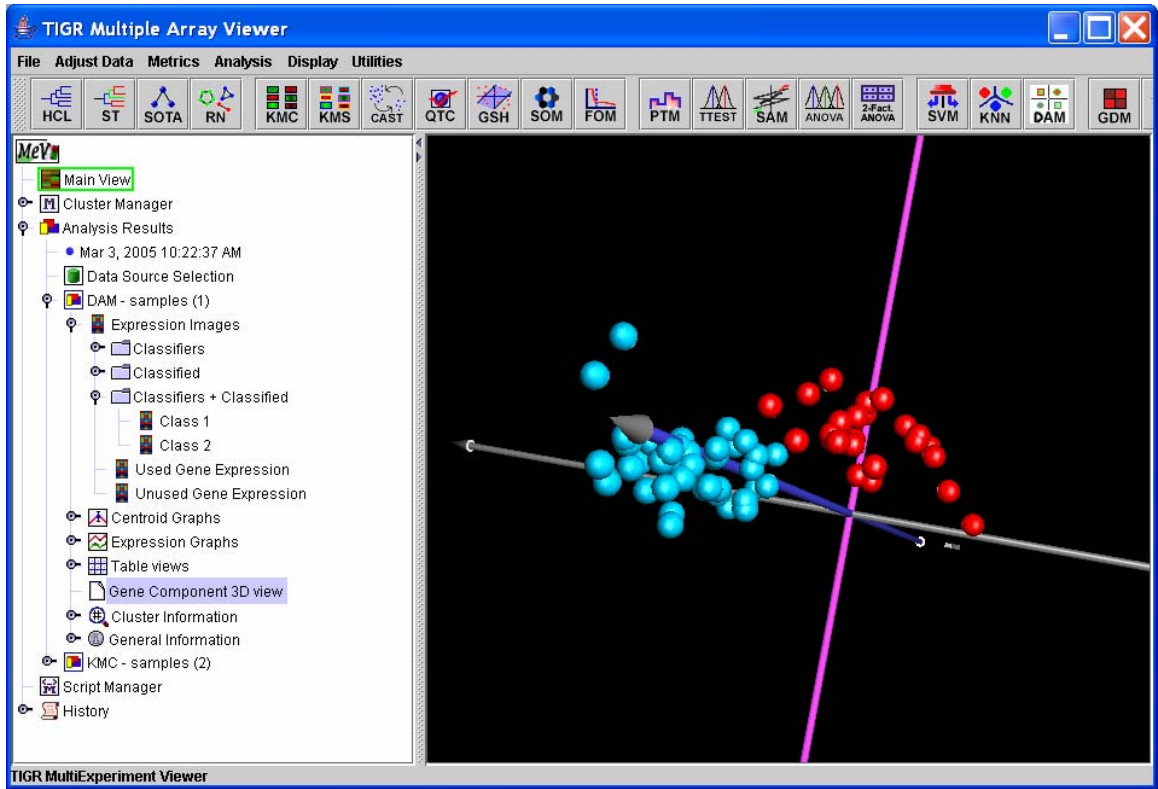 TIGR Multiple Array Viewer
File Adjust Data Metrics Analysis Display Utilities
HCL ST SOTA RN KMC KMS CAST QTC GSH SOM FOM PTM TTEST SAM ANOVA 2-Fact. ANOVA SVM KNN DAM GDM
MeV
Main View
M Cluster Manager
Analysis Results
Mar 3, 2005 10:22:37 AM
Data Source Selection
DAM - samples (1)
Expression Images
Classifiers
Classified
Classifiers + Classified
Class 1
Class 2
Used Gene Expression
Unused Gene Expression
Centroid Graphs
Expression Graphs
Table views
Gene Component 3D view
Cluster Information
General Information
KMC - samples (2)
Script Manager
History
TIGR MultiExperiment Viewer